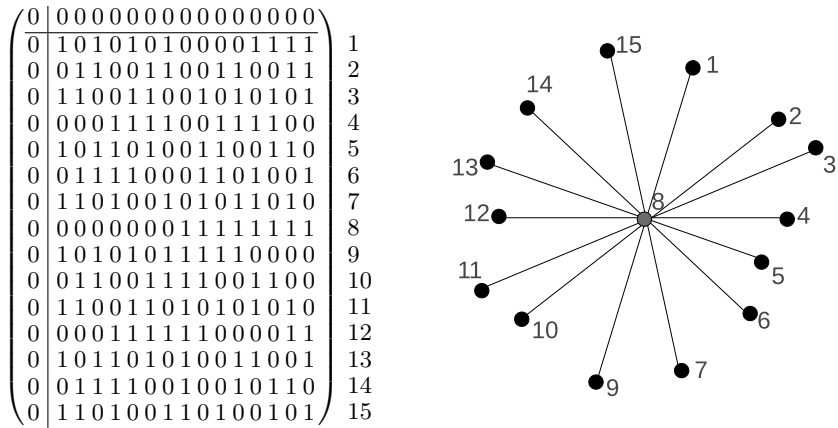 0 0 0 0 0 0 0 0 0 0 0 0 0 0 0 0
0 1 0 1 0 1 0 1 0 0 0 0 1 1 1 1 1
0 0 1 1 0 0 1 1 0 0 1 1 0 0 1 1 2
0 1 1 0 0 1 1 0 0 1 0 1 0 1 0 1 3
0 0 0 0 1 1 1 1 0 0 1 1 1 1 0 0 4
0 1 0 1 1 0 1 0 0 1 1 0 0 1 1 0 5
0 0 1 1 1 1 0 0 0 1 1 0 1 0 0 1 6
0 1 1 0 1 0 0 1 0 1 0 1 1 0 1 0 7
0 0 0 0 0 0 0 0 1 1 1 1 1 1 1 1 8
0 1 0 1 0 1 0 1 1 1 1 1 0 0 0 0 9
0 0 1 1 0 0 1 1 1 1 0 0 1 1 0 0 10
0 1 1 0 0 1 1 0 1 0 1 0 1 0 1 0 11
0 0 0 0 1 1 1 1 1 1 0 0 0 0 1 1 12
0 1 0 1 1 0 1 0 1 0 0 1 1 0 0 1 13
0 0 1 1 1 1 0 0 1 0 0 1 0 1 1 0 14
0 1 1 0 1 0 0 1 1 0 1 0 0 1 0 1 15
15
1
14
2
3
13
8
12
4
11
5
6
10
7
9